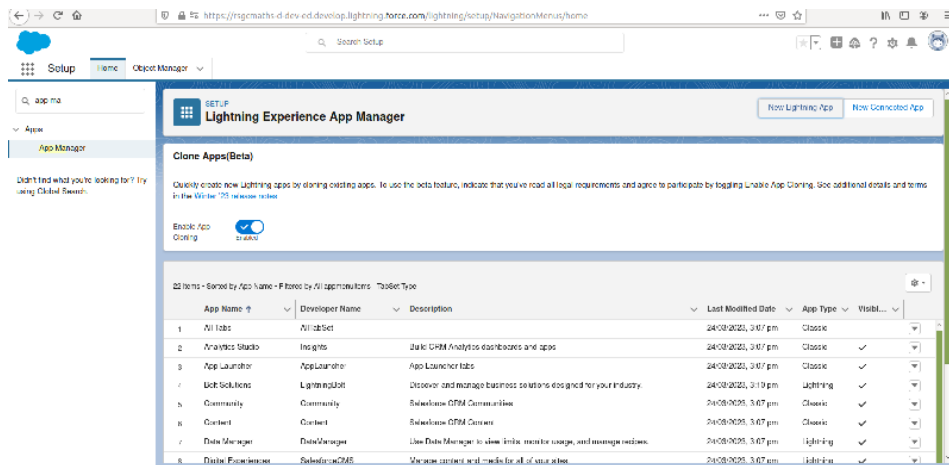 https://rsgcmaths-d-dev-ed.develop.lightning.force.com/lightning/setup/NavigationMenus/home
Search Setup
Setup Home Object Manager
app ma
Apps
App Manager
Didn't find what you're looking for? Try
using Global Search.
SETUP
Lightning Experience App Manager
New Lightning App New Connected App
Clone Apps(Beta)
Quickly create new Lightning apps by cloning existing apps. To use the beta feature, indicate that you've read all legal requirements and agree to participate by toggling Enable App Cloning. See additional details and terms
in the Winter '23 release notes
Enable App
Cloning
Enabled
22 items • Sorted by App Name • Filtered by All appmenuitems - TabSet Type
App Name Developer Name Description Last Modified Date App Type Visibl...
1 All Tabs AllTabSet 24/03/2023, 3:07 pm Classic
2 Analytics Studio Insights Build CRM Analytics dashboards and apps 24/03/2023, 3:07 pm Classic
3 App Launcher AppLauncher App Launcher tabs 24/03/2023, 3:07 pm Classic
4 Bolt Solutions LightningBolt Discover and manage business solutions designed for your industry. 24/03/2023, 3:10 pm Lightning
5 Community Community Salesforce CRM Communities 24/03/2023, 3:07 pm Classic
6 Content Content Salesforce CRM Content 24/03/2023, 3:07 pm Classic
7 Data Manager DataManager Use Data Manager to view limits, monitor usage, and manage recipes. 24/03/2023, 3:07 pm Lightning
8 Digital Experiences SalesforceCMS Manage content and media for all of your sites. 24/03/2023, 3:07 pm Lightning